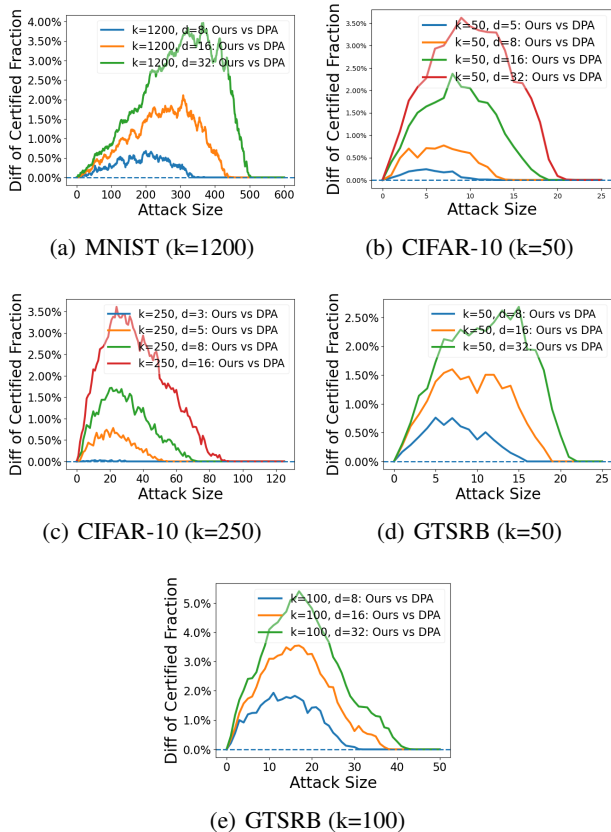 Diff of Certified Fraction
4.00%
3.50%
3.00%
2.50%
2.00%
1.50%
1.00%
0.50%
0.00%
k=1200, d=8: Ours vs DPA
k=1200, d=16: Ours vs DPA
k=1200, d=32: Ours vs DPA
0 100 200 300 400 500 600
Attack Size
(a) MNIST (k=1200)
Diff of Certified Fraction
3.50%
3.00%
2.50%
2.00%
1.50%
1.00%
0.50%
0.00%
k=50, d=5: Ours vs DPA
k=50, d=8: Ours vs DPA
k=50, d=16: Ours vs DPA
k=50, d=32: Ours vs DPA
0 5 10 15 20 25
Attack Size
(b) CIFAR-10 (k=50)
Diff of Certified Fraction
3.50%
3.00%
2.50%
2.00%
1.50%
1.00%
0.50%
0.00%
k=250, d=3: Ours vs DPA
k=250, d=5: Ours vs DPA
k=250, d=8: Ours vs DPA
k=250, d=16: Ours vs DPA
0 20 40 60 80 100 120
Attack Size
(c) CIFAR-10 (k=250)
Diff of Certified Fraction
2.50%
2.00%
1.50%
1.00%
0.50%
0.00%
k=50, d=8: Ours vs DPA
k=50, d=16: Ours vs DPA
k=50, d=32: Ours vs DPA
0 5 10 15 20 25
Attack Size
(d) GTSRB (k=50)
Diff of Certified Fraction
5.0%
4.0%
3.0%
2.0%
1.0%
0.0%
k=100, d=8: Ours vs DPA
k=100, d=16: Ours vs DPA
k=100, d=32: Ours vs DPA
0 10 20 30 40 50
Attack Size
(e) GTSRB (k=100)